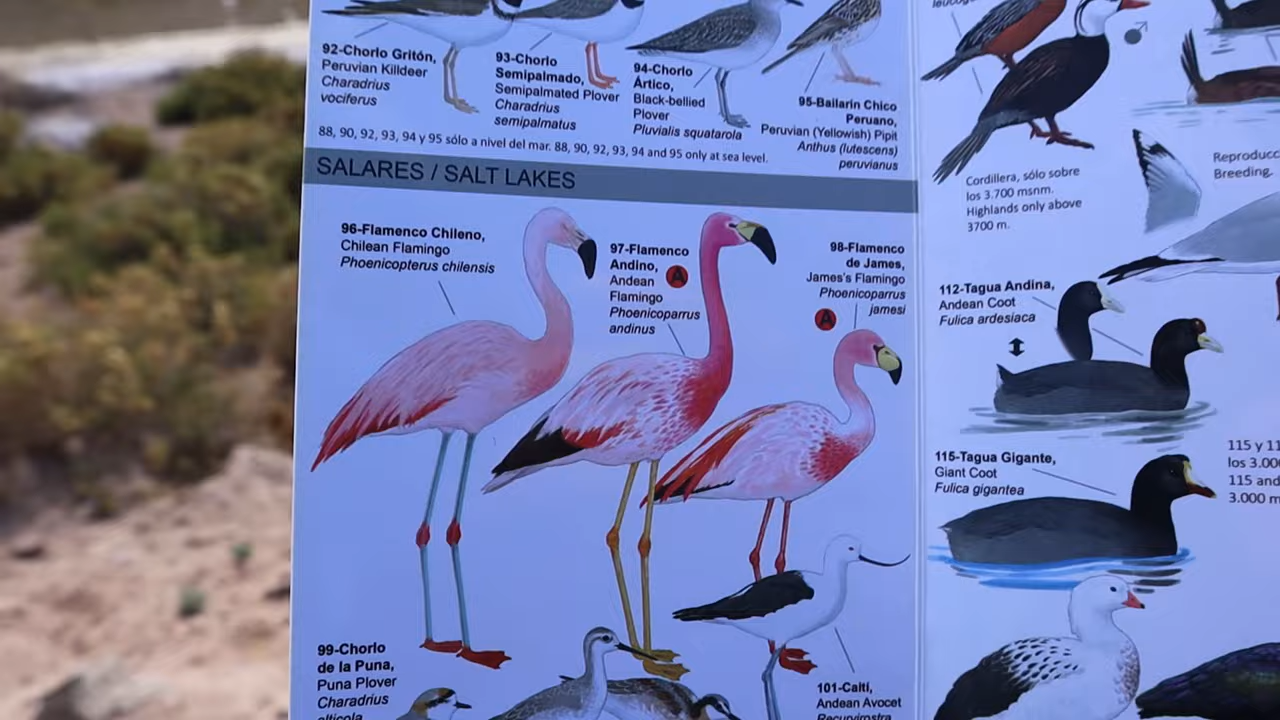 92-Chorlo Gritón,
Peruvian Killdeer
Charadrius
vociferus
93-Chorlo
Semipalmado,
Semipalmated Plover
Charadrius
semipalmatus
94-Chorlo
Ártico,
Black-bellied
Plover
Pluvialis squatarola
95-Bailarín Chico
Peruano,
Peruvian (Yellowish) Pipit
Anthus (lutescens)
peruvianus
88, 90, 92, 93, 94 y 95 sólo a nivel del mar. 88, 90, 92, 93, 94 and 95 only at sea level.
SALARES / SALT LAKES
96-Flamenco Chileno,
Chilean Flamingo
Phoenicopterus chilensis
97-Flamenco
Andino,
Andean
Flamingo
Phoenicoparrus
andinus
A
98-Flamenco
de James,
James's Flamingo
Phoenicoparrus
jamesi
A
99-Chorlo
de la Puna,
Puna Plover
Charadrius
alticola
101-Caití,
Andean Avocet
Recurvirostra
Cordillera, sólo sobre
los 3.700 msnm.
Highlands only above
3700 m.
Breeding.
112-Tagua Andina,
Andean Coot
Fulica ardesiaca
115-Tagua Gigante,
Giant Coot
Fulica gigantea
115 y 11
los 3.00
115 and
3.000 m